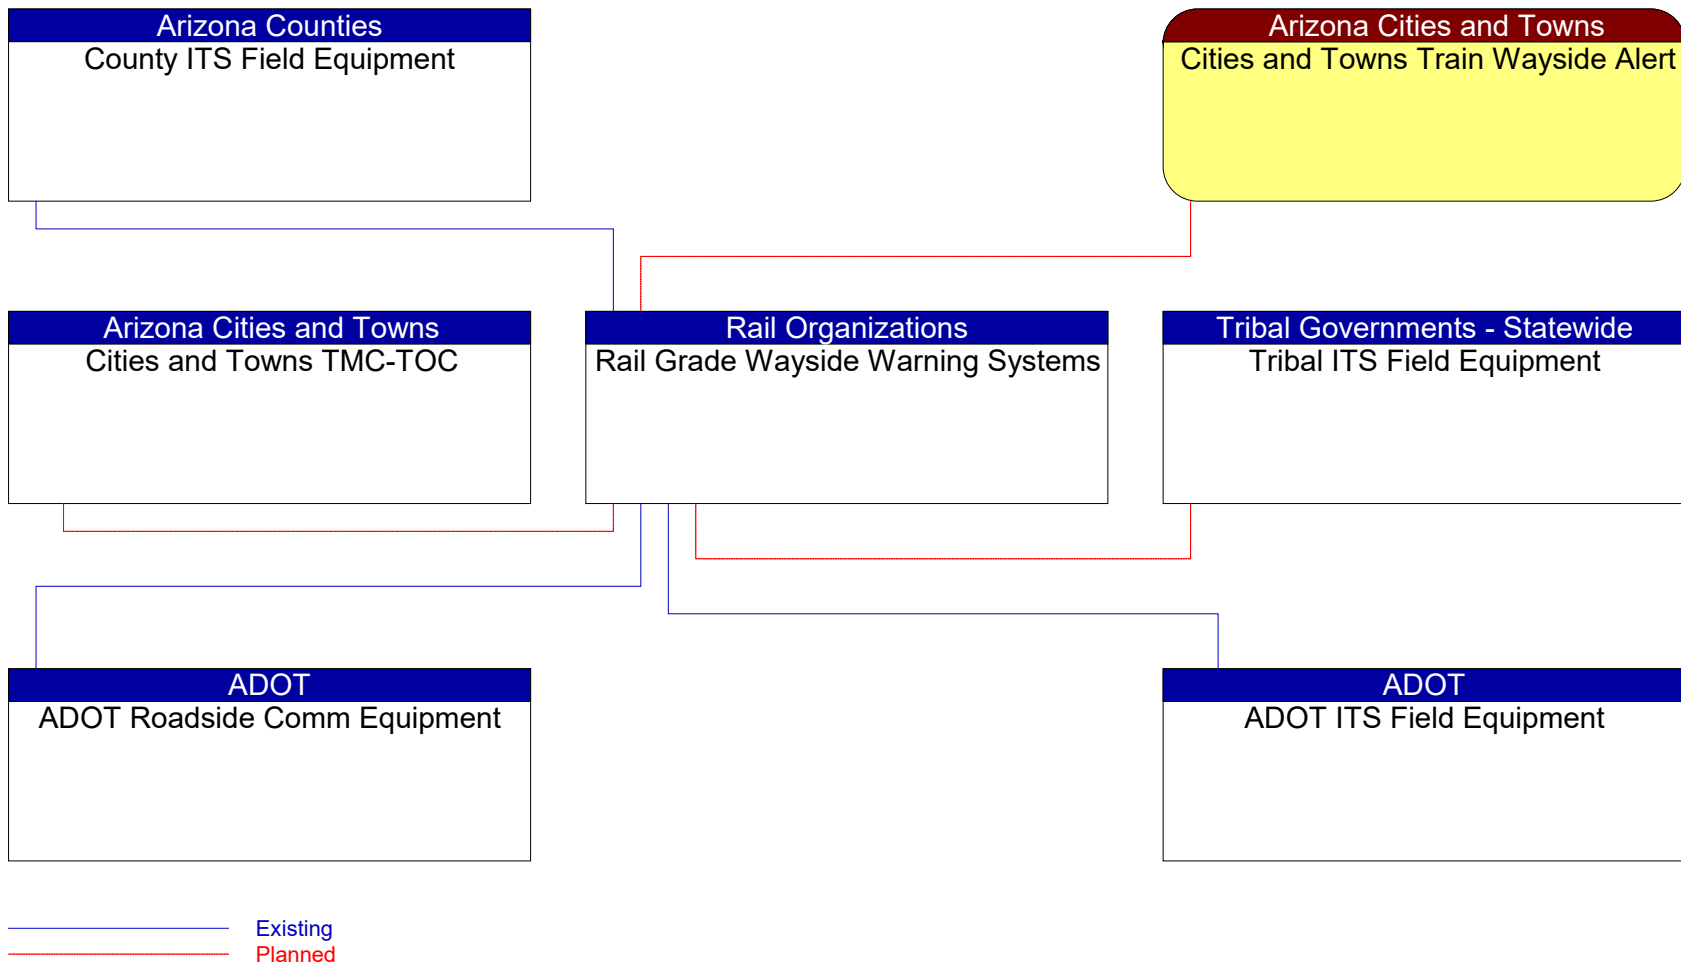 Arizona Counties
County ITS Field Equipment
Arizona Cities and Towns
Cities and Towns Train Wayside Alert
Arizona Cities and Towns
Cities and Towns TMC-TOC
Rail Organizations
Rail Grade Wayside Warning Systems
Tribal Governments - Statewide
Tribal ITS Field Equipment
ADOT
ADOT Roadside Comm Equipment
ADOT
ADOT ITS Field Equipment
Existing
Planned